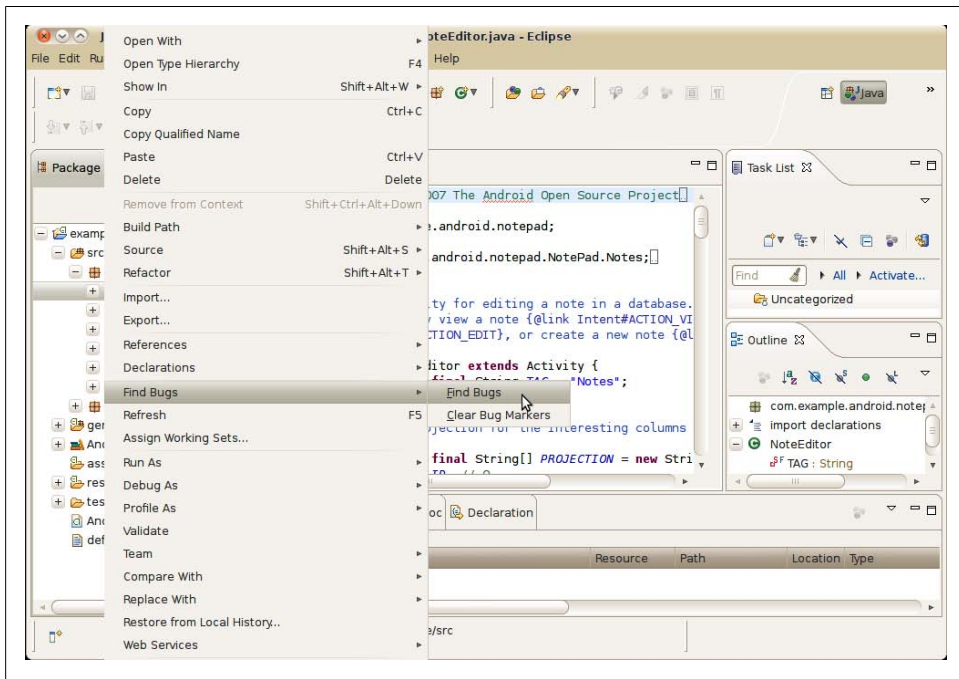 J
oteEditor.java - Eclipse
File Edit Ru
Help
Java
»
Package
Task List
Find
All
Activate...
Uncategorized
Outline
com.example.android.notep
import declarations
NoteEditor
TAG : String
examp
src
ger
And
ass
res
tes
And
def
Open With
Open Type Hierarchy F4
Show In Shift+Alt+W
Copy Ctrl+C
Copy Qualified Name
Paste Ctrl+V
Delete Delete
Remove from Context Shift+Ctrl+Alt+Down
Build Path
Source Shift+Alt+S
Refactor Shift+Alt+T
Import...
Export...
References
Declarations
Find Bugs
Refresh F5
Assign Working Sets...
Run As
Debug As
Profile As
Validate
Team
Compare With
Replace With
Restore from Local History...
Web Services
Find Bugs
Clear Bug Markers
007 The Android Open Source Project
e.android.notepad;
android.notepad.NotePad.Notes;
ty for editing a note in a database.
view a note {@link Intent#ACTION_VI
TION_EDIT}, or create a new note {@l
ditor extends Activity {
final String TAG = "Notes";
ojection for the interesting columns
final String[] PROJECTION = new Stri
oc Declaration
Resource Path Location Type
e/src